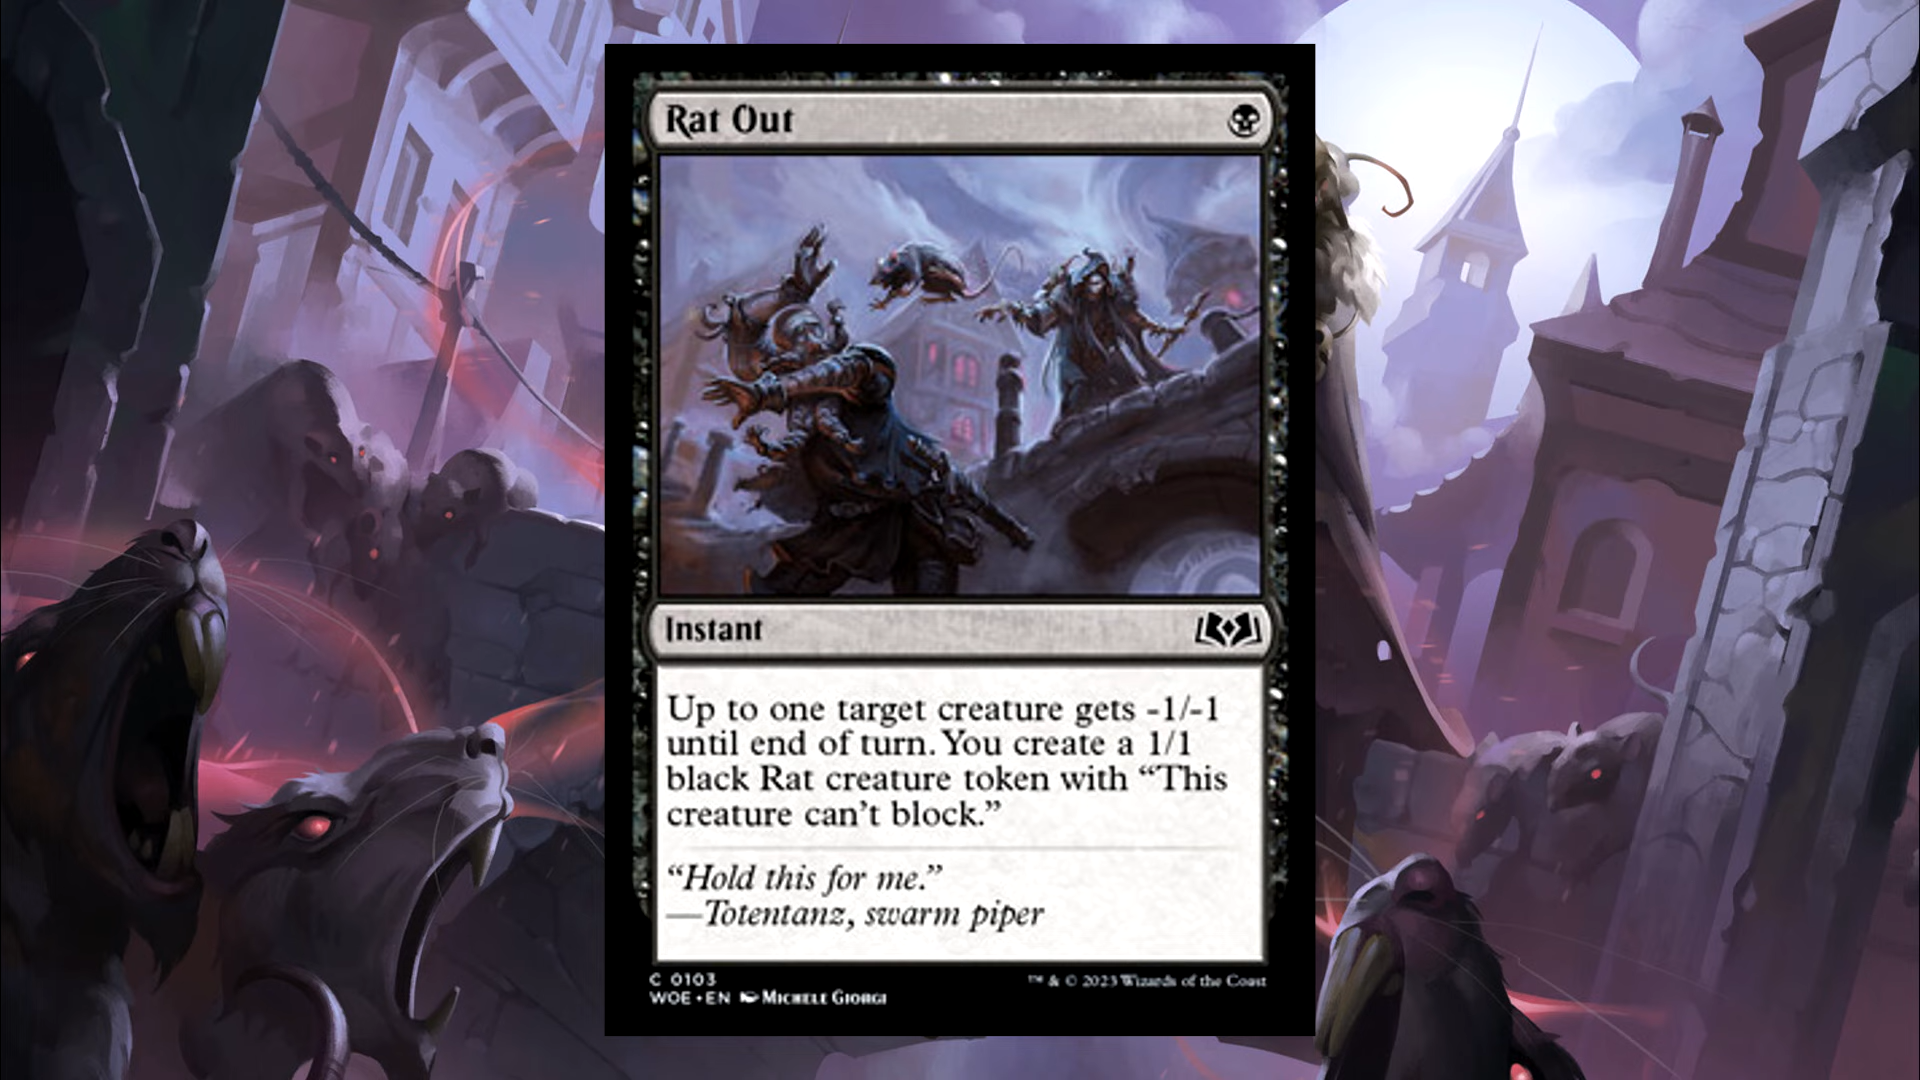 Rat Out
Instant
Up to one target creature gets -1/-1
until end of turn. You create a 1/1
black Rat creature token with “This
creature can’t block.”
“Hold this for me.”
—Totentanz, swarm piper
C 0103
™ & © 2023 Wizards of the Coast
WOE • EN Michele Giorgi